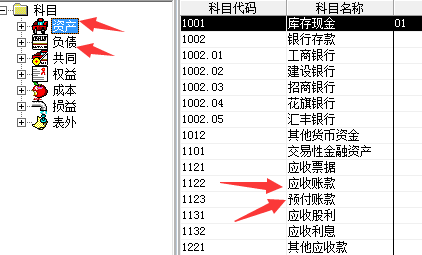 科目
资产
负债
共同
权益
成本
损益
表外
科目代码 科目名称
1001 库存现金 01
1002 银行存款
1002.01 工商银行
1002.02 建设银行
1002.03 招商银行
1002.04 花旗银行
1002.05 汇丰银行
1012 其他货币资金
1101 交易性金融资产
1121 应收票据
1122 应收账款
1123 预付账款
1131 应收股利
1132 应收利息
1221 其他应收款